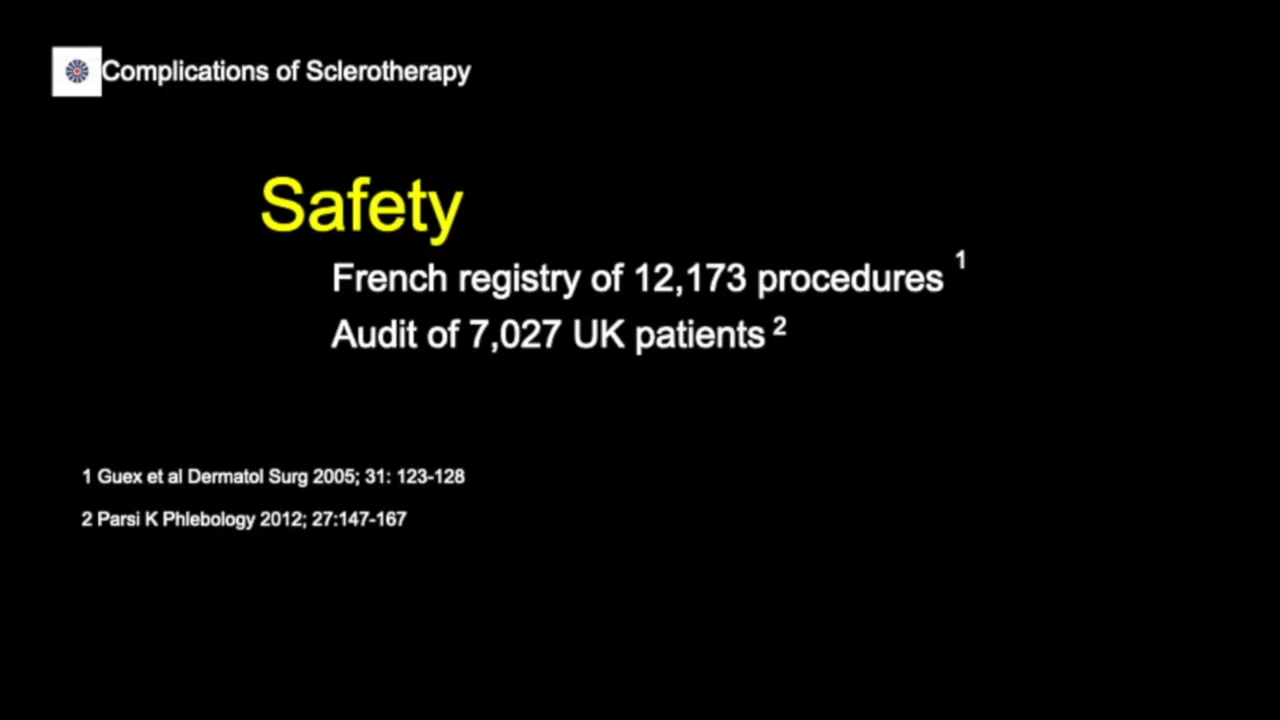 Complications of Sclerotherapy
Safety
French registry of 12,173 procedures 1
Audit of 7,027 UK patients 2
1 Guex et al Dermatol Surg 2005; 31: 123-128
2 Parsi K Phlebology 2012; 27:147-167